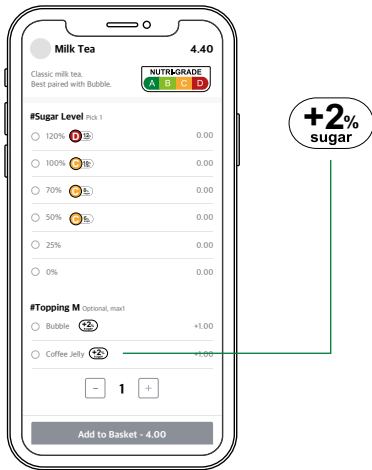 Milk Tea 4.40
Classic milk tea.
Best paired with Bubble.
NUTRI-GRADE
A B C D
#Sugar Level Pick 1
120% D 0.00
100% C 0.00
70% C 0.00
50% C 0.00
25% 0.00
0% 0.00
#Topping M Optional, max1
Bubble +2% +1.00
Coffee Jelly +2% +1.00
- 1 +
Add to Basket - 4.00
+2%
sugar